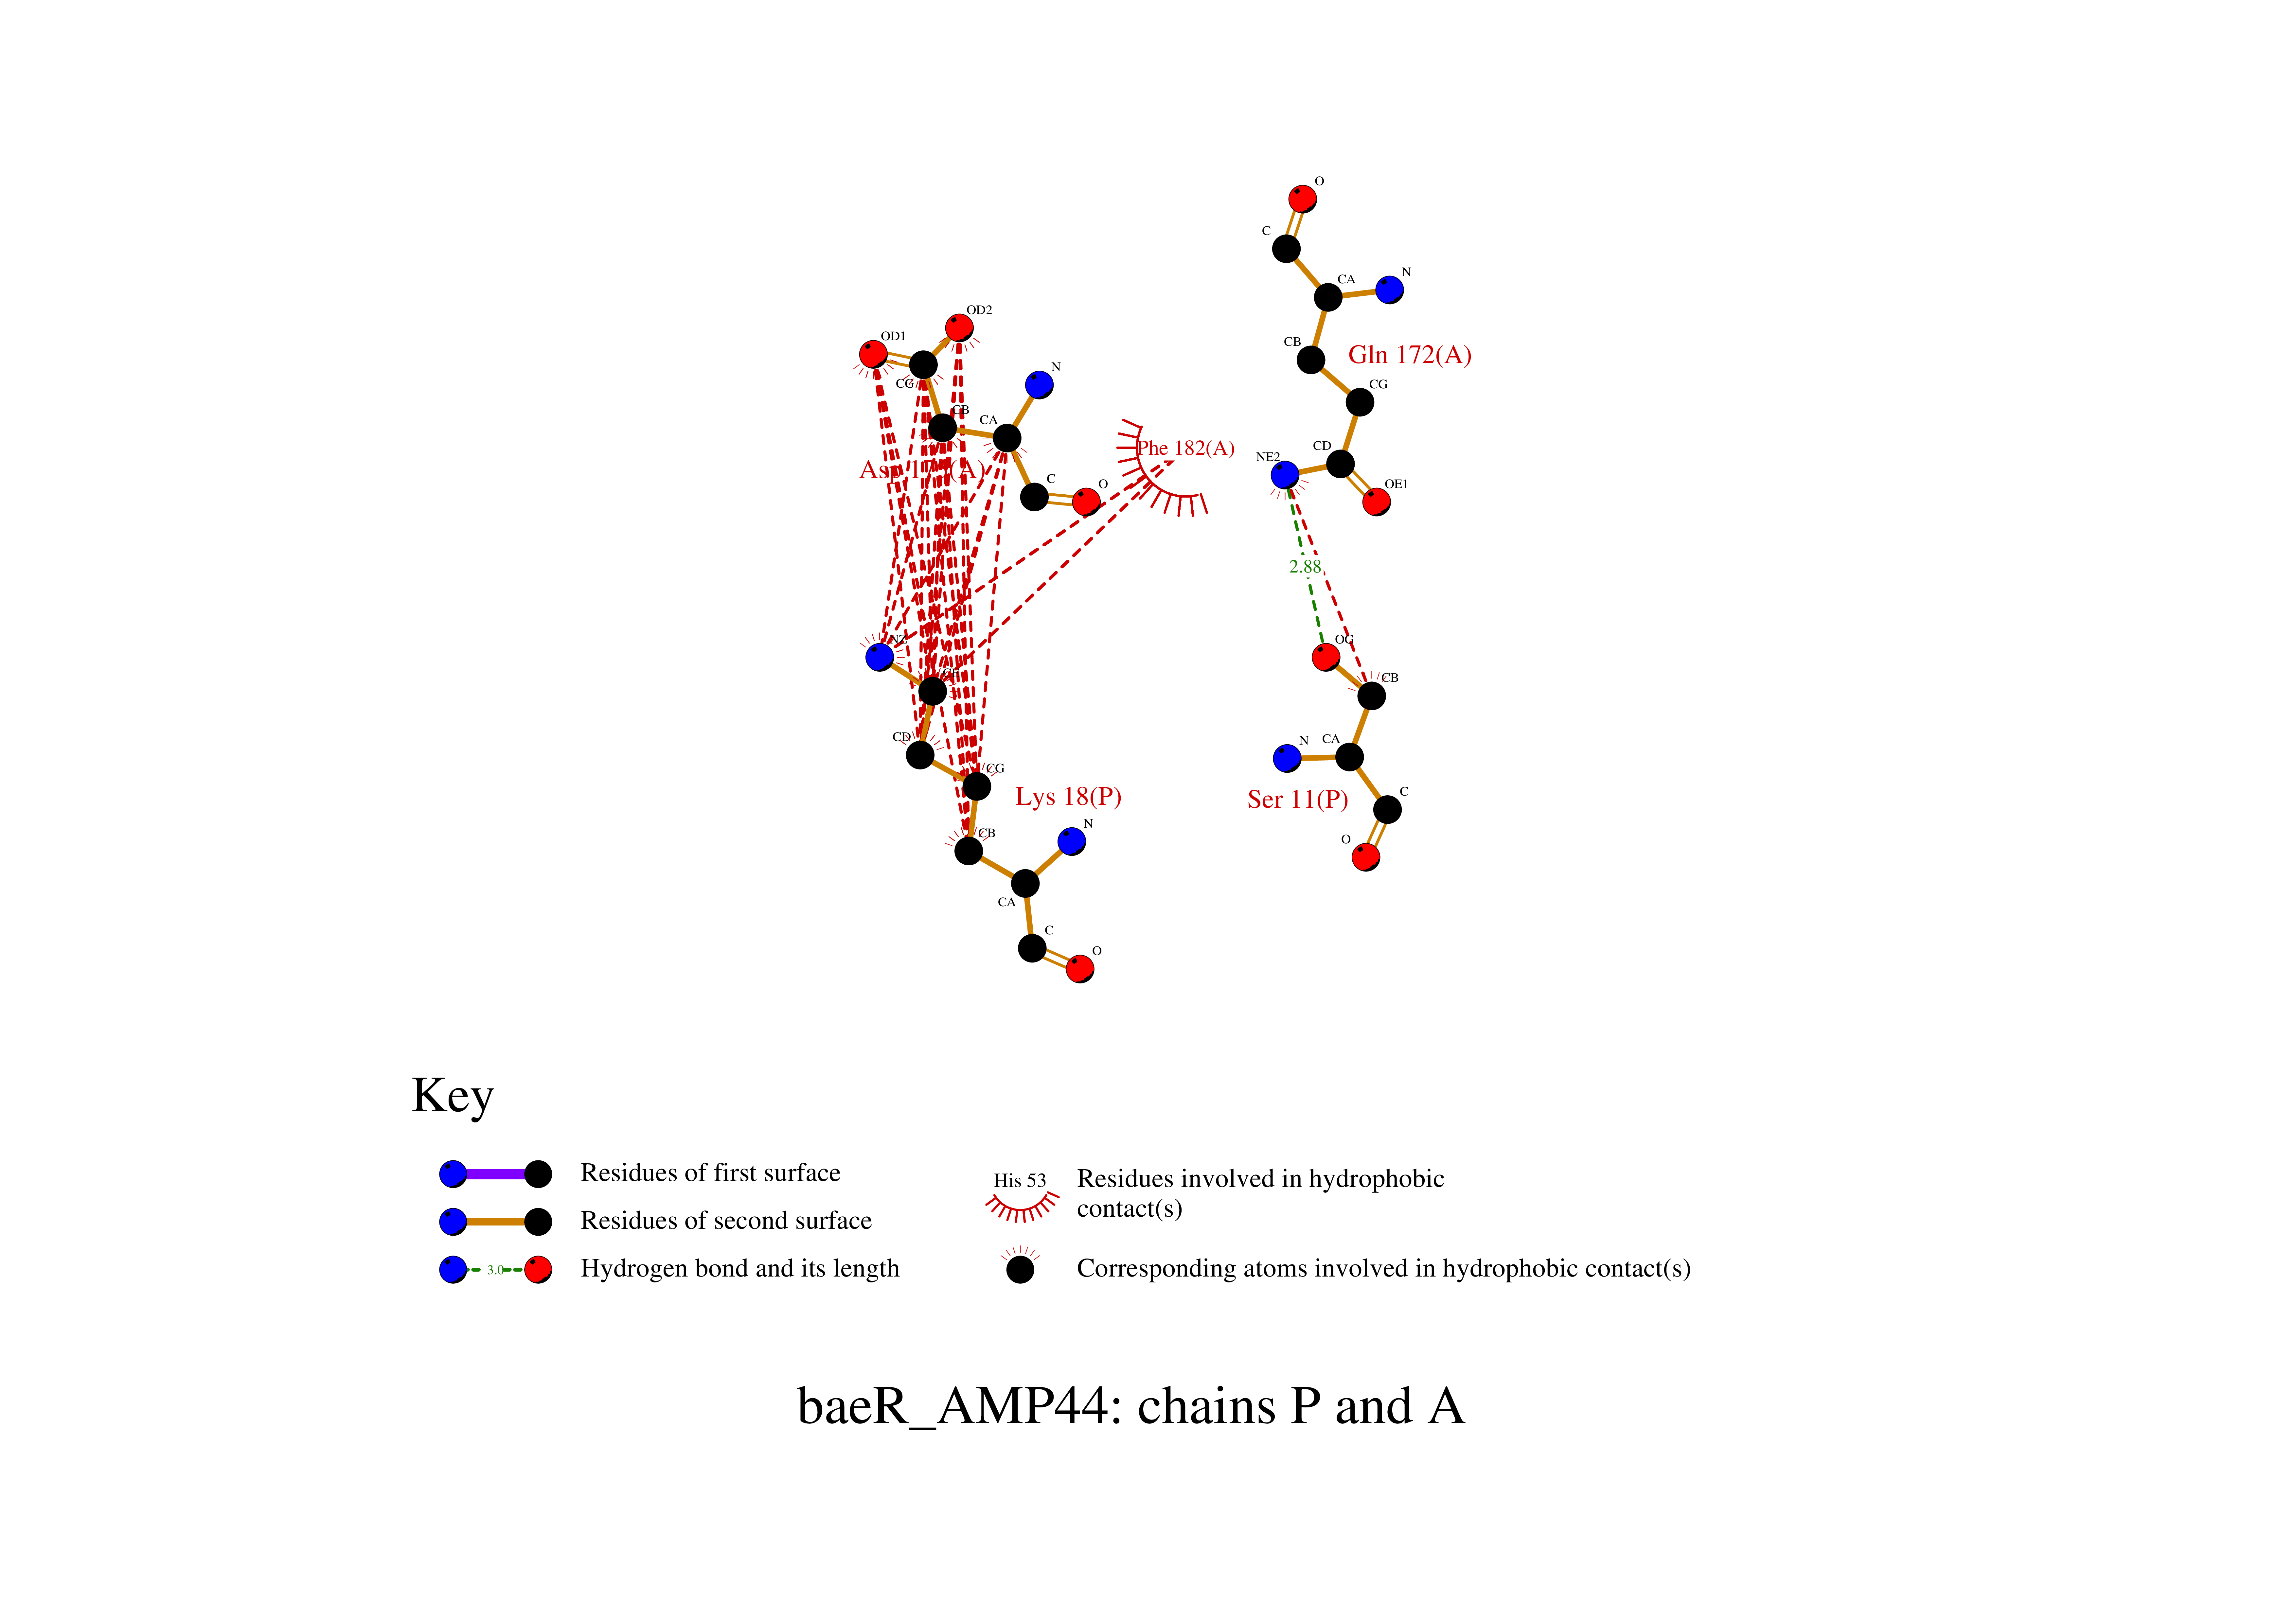 O
C
CA
N
OD2
OD1
CB
Gln 172(A)
N
CG
CG
CB
CA
Phe 182(A)
CD
NE2
Asp
(A)
C
O
OE1
2.88
NZ
OG
CE
CB
CD
N
CA
CG
Lys 18(P)
Ser 11(P)
C
N
CB
O
CA
C
O
Key
Residues of first surface
Residues of second surface
3.0
Hydrogen bond and its length
His 53
Residues involved in hydrophobic
contact(s)
Corresponding atoms involved in hydrophobic contact(s)
baeR_AMP44: chains P and A